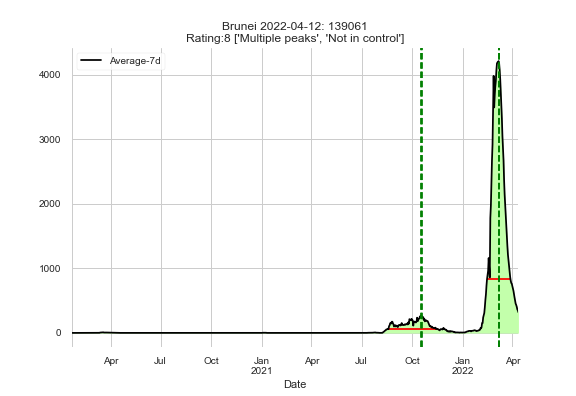 Brunei 2022-04-12: 139061
Rating:8 ['Multiple peaks', 'Not in control']
Average-7d
4000
3000
2000
1000
0
Apr
Jul
Oct
Jan
2021
Apr
Jul
Oct
Jan
2022
Apr
Date